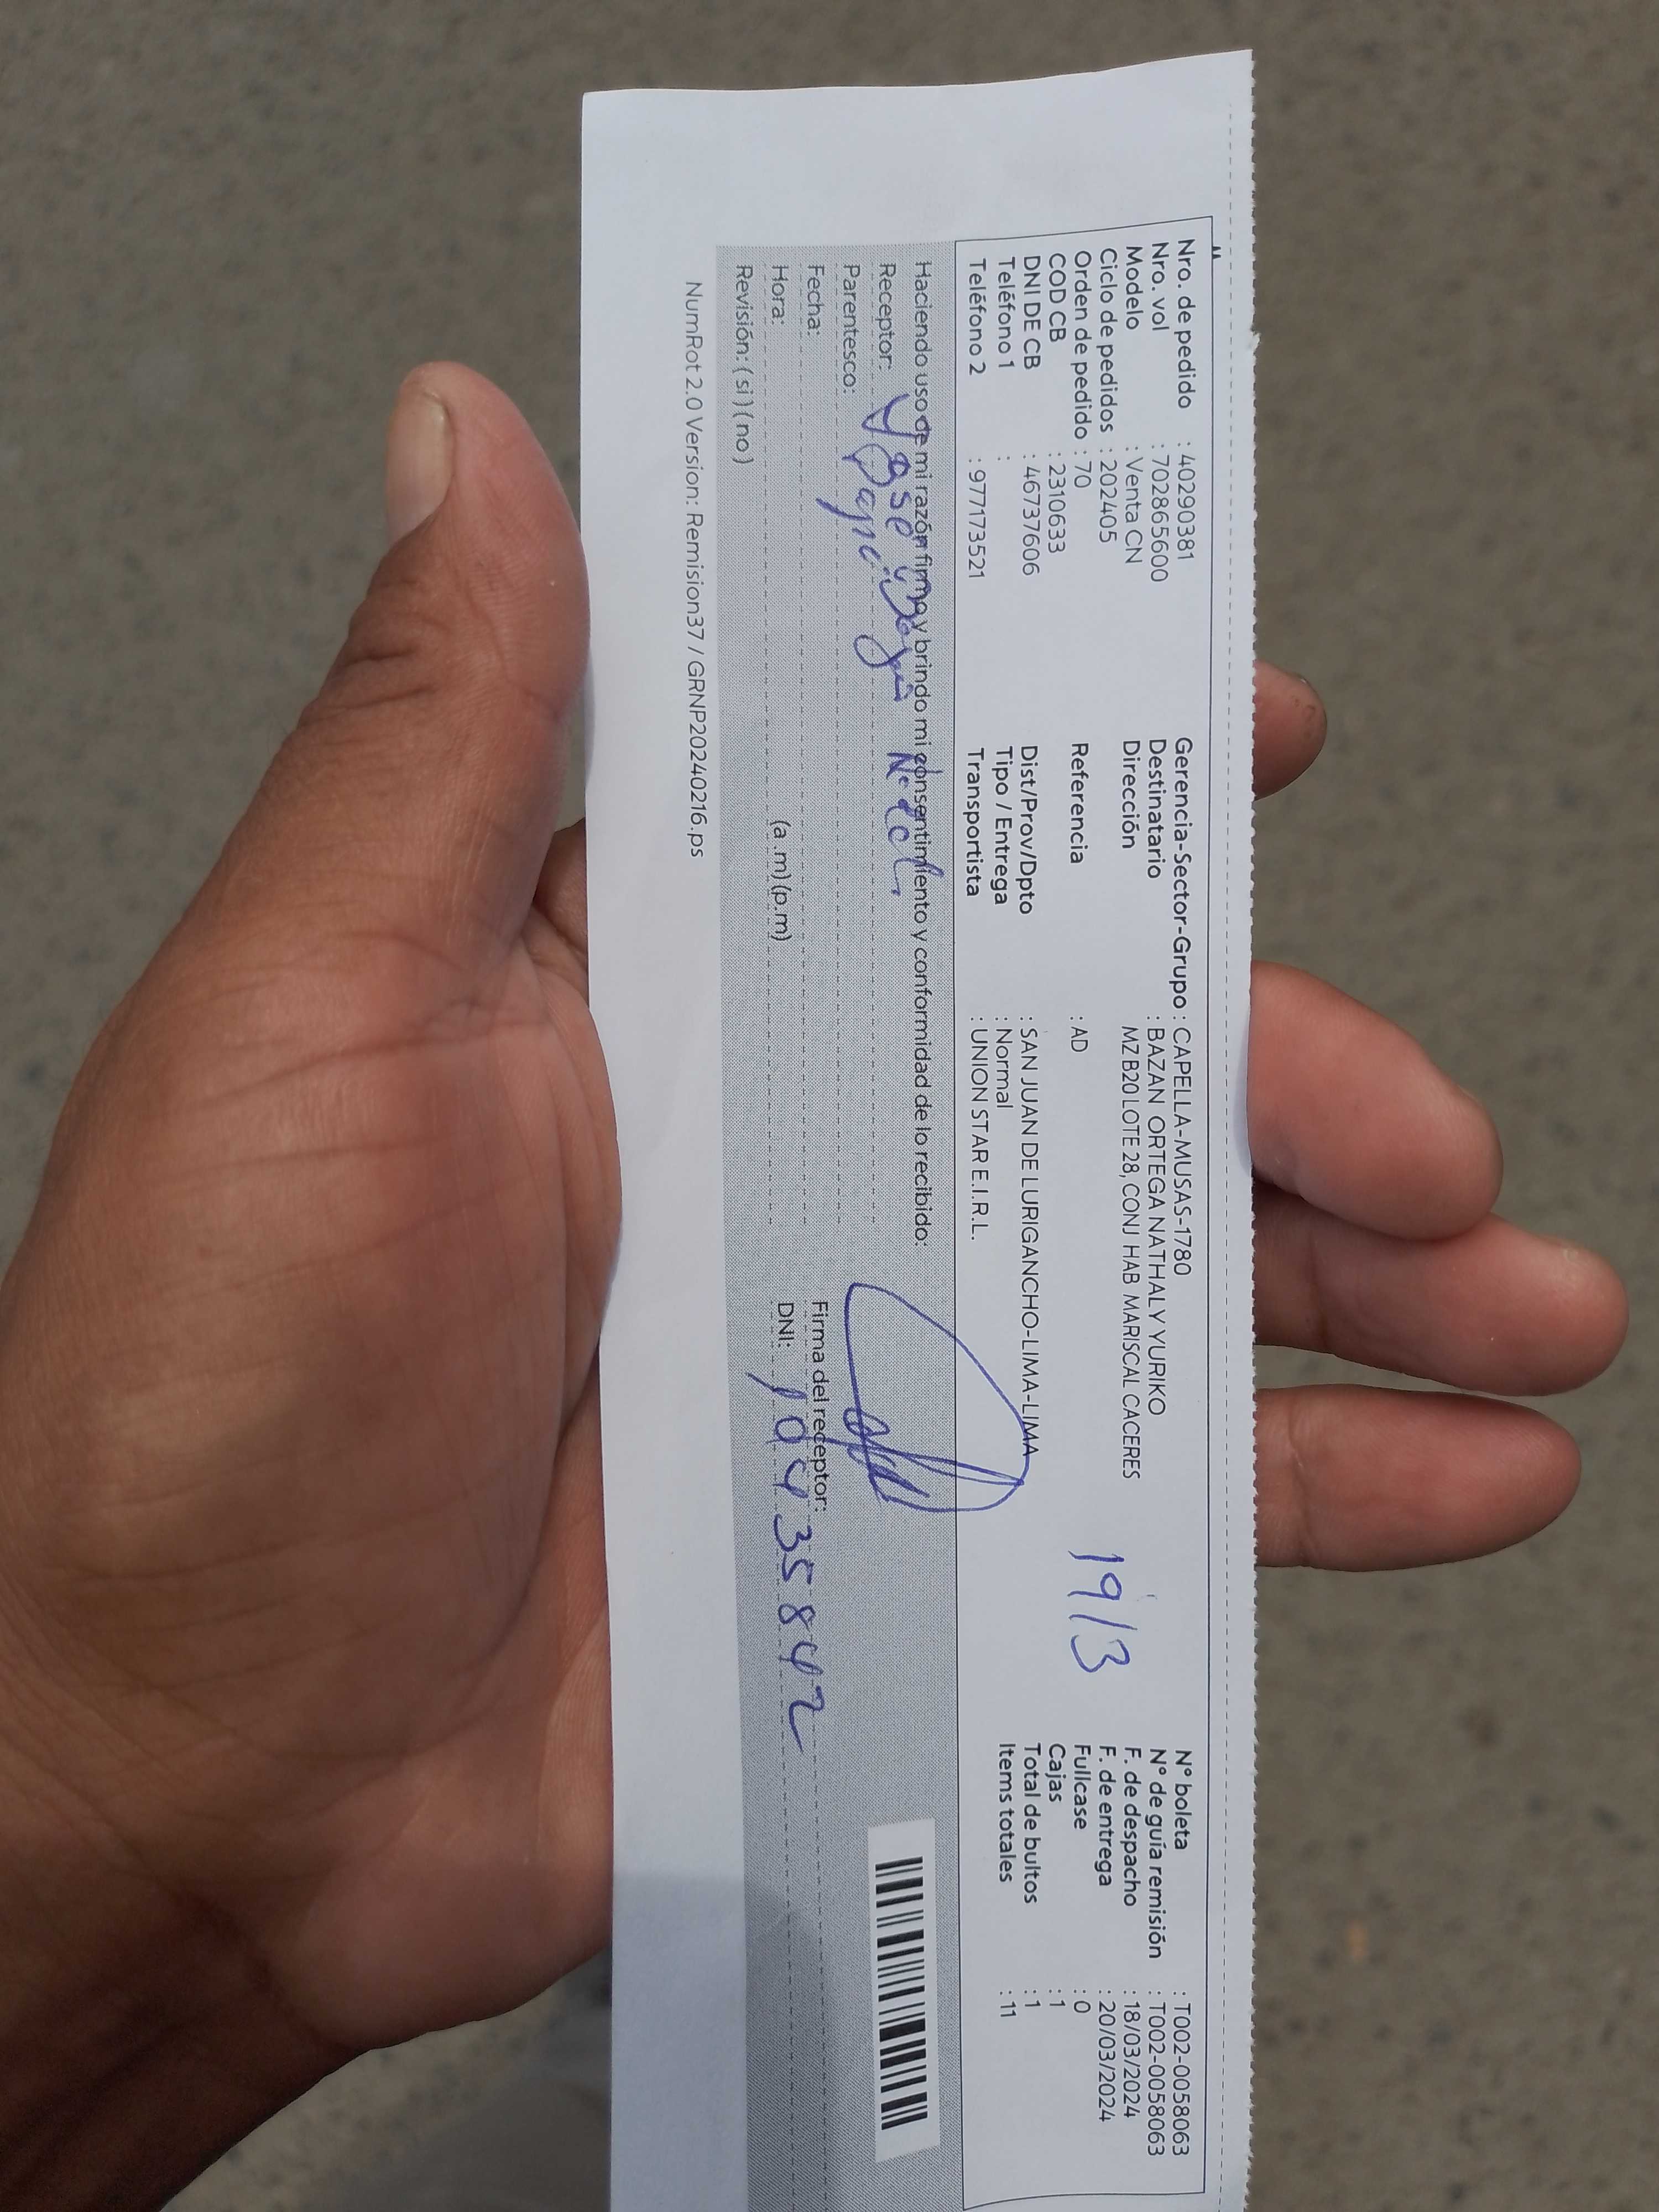 Nro. de pedido : 40290381 Gerencia-Sector-Grupo : CAPELLA-MUSAS-1780 N° boleta : T002-0058063
Nro. vol : 702865600 Destinatario : BAZAN ORTEGA NATHALY YURIKO N° de guía remisión : T002-0058063
Modelo : Venta CN Dirección MZ B20 LOTE 28, CONJ HAB MARISCAL CACERES F. de despacho : 18/03/2024
Ciclo de pedidos : 202405 F. de entrega : 20/03/2024
Orden de pedido : 70 Referencia : AD 19/3 Fullcase : 0
COD CB : 2310633 Cajas : 1
DNI DE CB : 46737606 Dist/Prov/Dpto : SAN JUAN DE LURIGANCHO-LIMA-LIMA Total de bultos : 1
Teléfono 1 : Tipo / Entrega : Normal Items totales : 11
Teléfono 2 : 977173521 Transportista : UNION STAR E.I.R.L.
Haciendo uso de mi razón firmo y brindo mi consentimiento y conformidad de lo recibido:
Receptor:
Parentesco:
Fecha: Firma del receptor:
Hora: (a.m) (p.m) DNI: 10435842
Revisión: ( si ) ( no )
NumRot 2.0 Version: Remision37 / GRNP20240216.ps